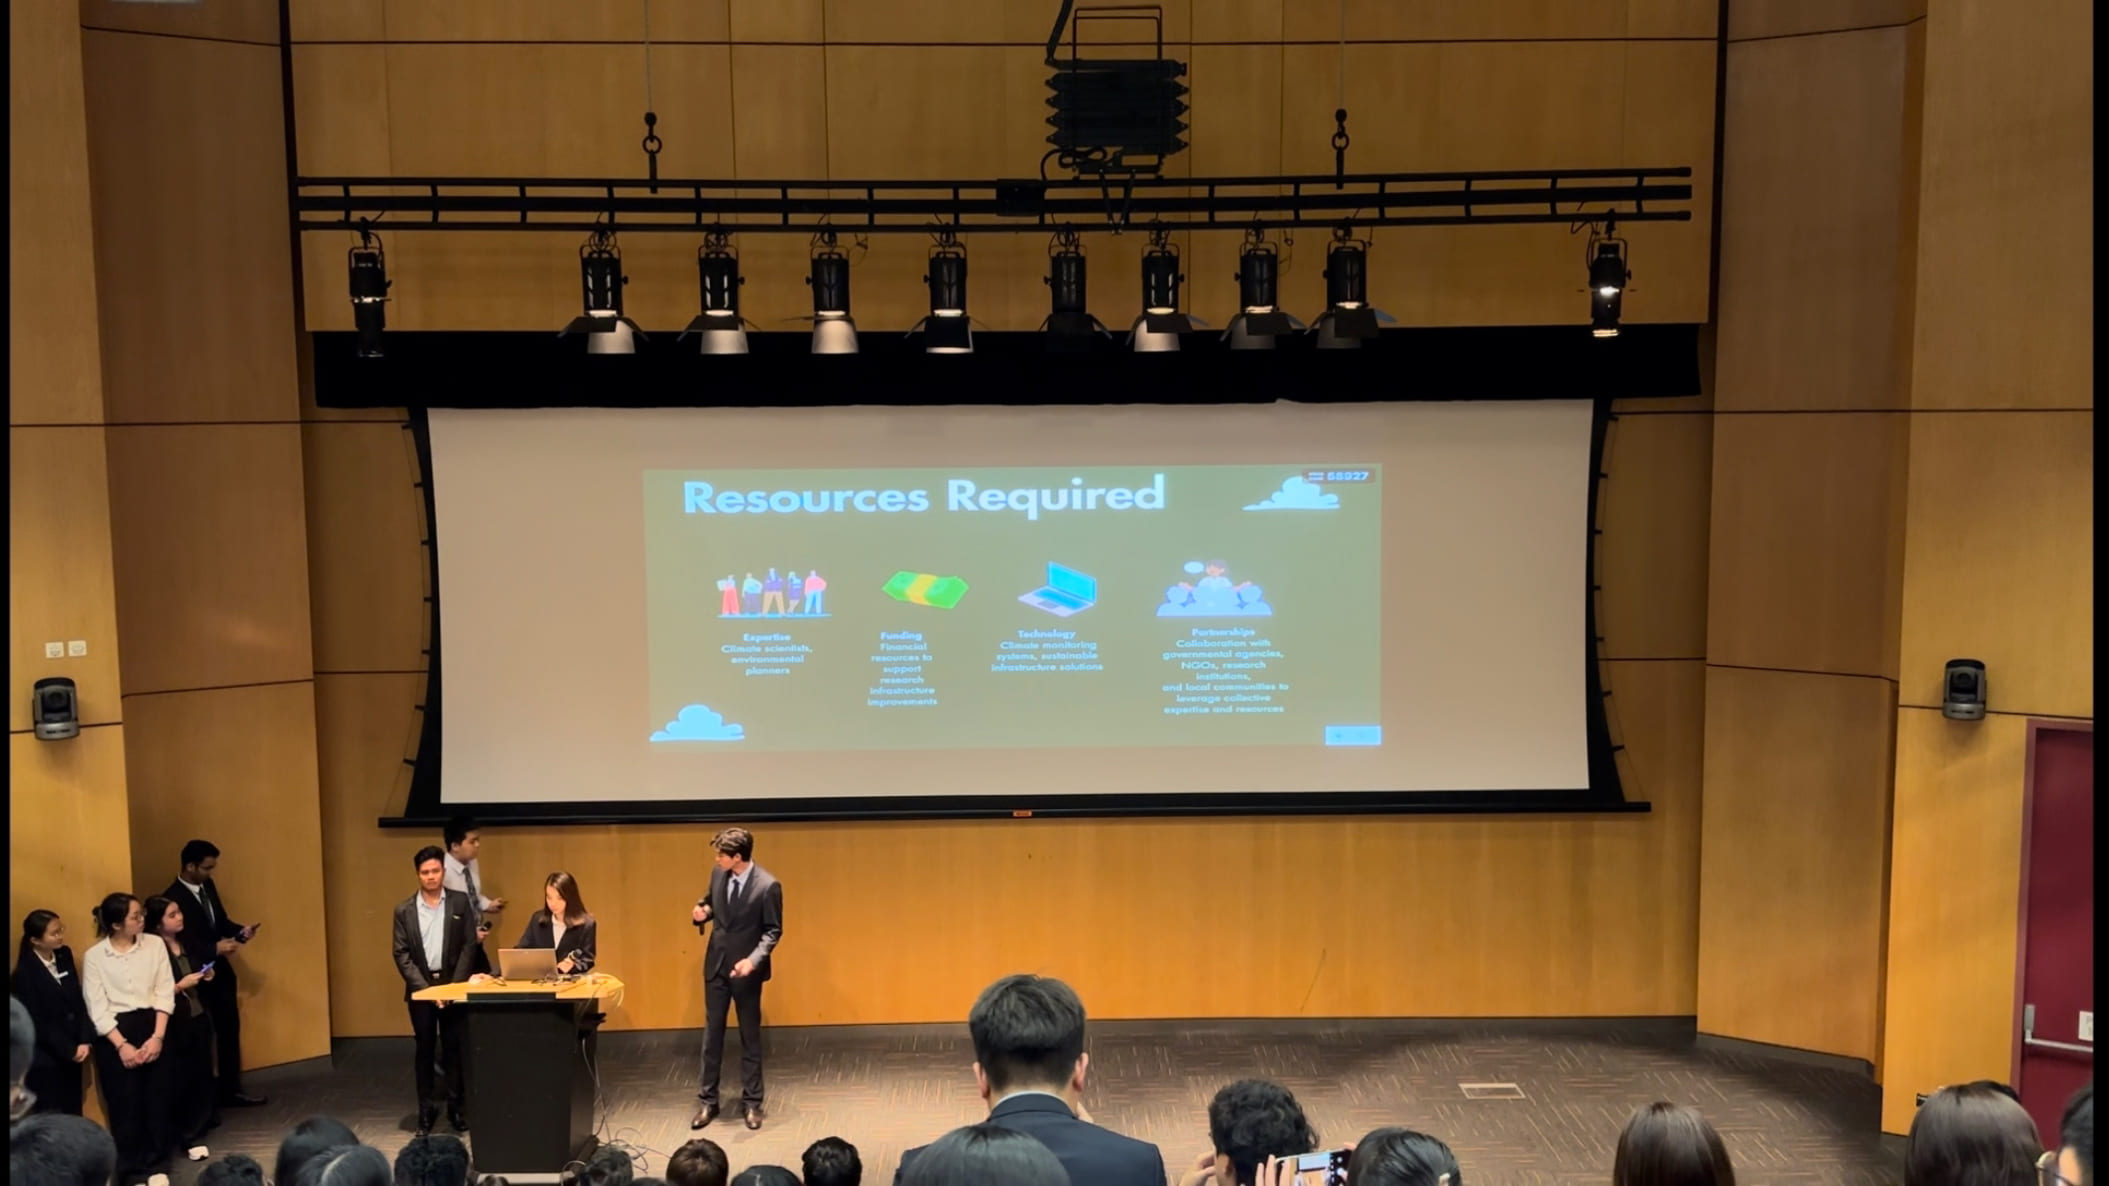 Resources Required
58927
Expertise
Climate scientists,
environmental
planners
Funding
Financial
resources to
support
research
infrastructure
improvements
Technology
Climate monitoring
systems, sustainable
infrastructure solutions
Partnerships
Collaboration with
governmental agencies,
NGOs, research
institutions,
and local communities to
leverage collective
expertise and resources